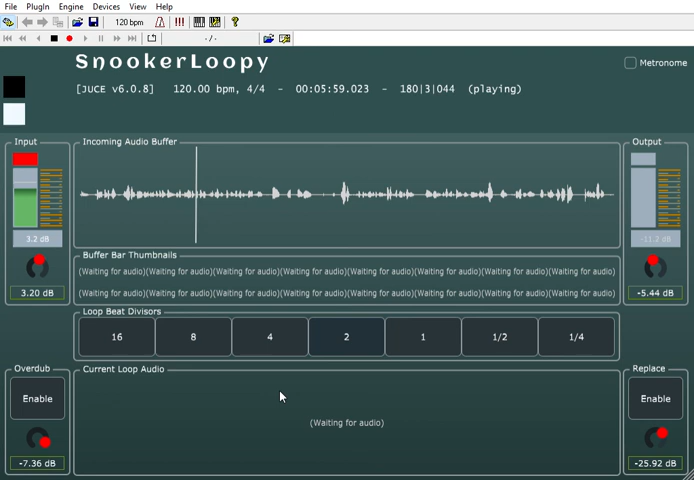 File PlugIn Engine Devices View Help
120 bpm
- / -
SnookerLoopy
[JUCE v6.0.8] 120.00 bpm, 4/4 - 00:05:59.023 - 180|3|044 (playing)
Metronome
Input
Incoming Audio Buffer
Output
3.2 dB
-11.2 dB
3.20 dB
-5.44 dB
Buffer Bar Thumbnails
(Waiting for audio)(Waiting for audio)(Waiting for audio)(Waiting for audio)(Waiting for audio)(Waiting for audio)(Waiting for audio)(Waiting for audio)
(Waiting for audio)(Waiting for audio)(Waiting for audio)(Waiting for audio)(Waiting for audio)(Waiting for audio)(Waiting for audio)(Waiting for audio)
Loop Beat Divisors
16 8 4 2 1 1/2 1/4
Overdub
Current Loop Audio
Replace
Enable
Enable
(Waiting for audio)
-7.36 dB
-25.92 dB